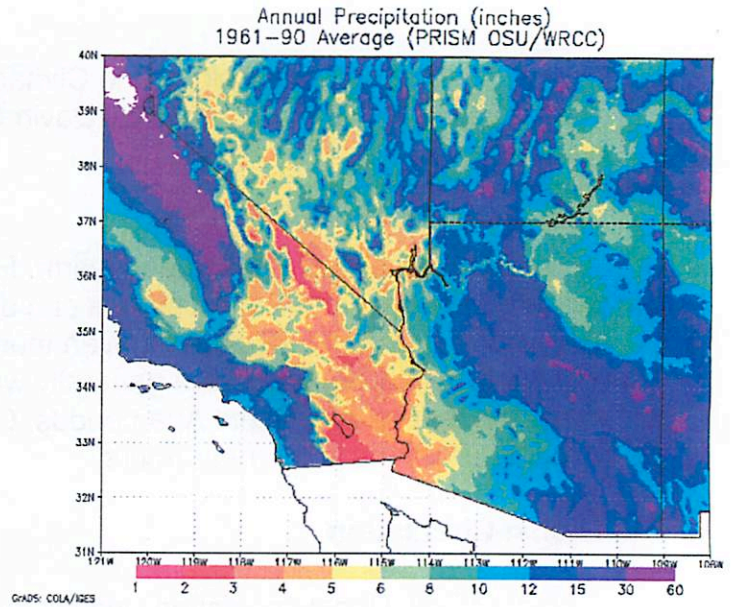 Annual Precipitation (inches)
1961-90 Average (PRISM OSU/WRCC)
40N
39N
38N
37N
36N
35N
34N
33N
32N
31N
121W 120W 119W 118W 117W 116W 115W 114W 113W 112W 111W 110W 109W 108W
1 2 3 4 5 6 8 10 12 15 30 60
GrADS: COLA/IGES